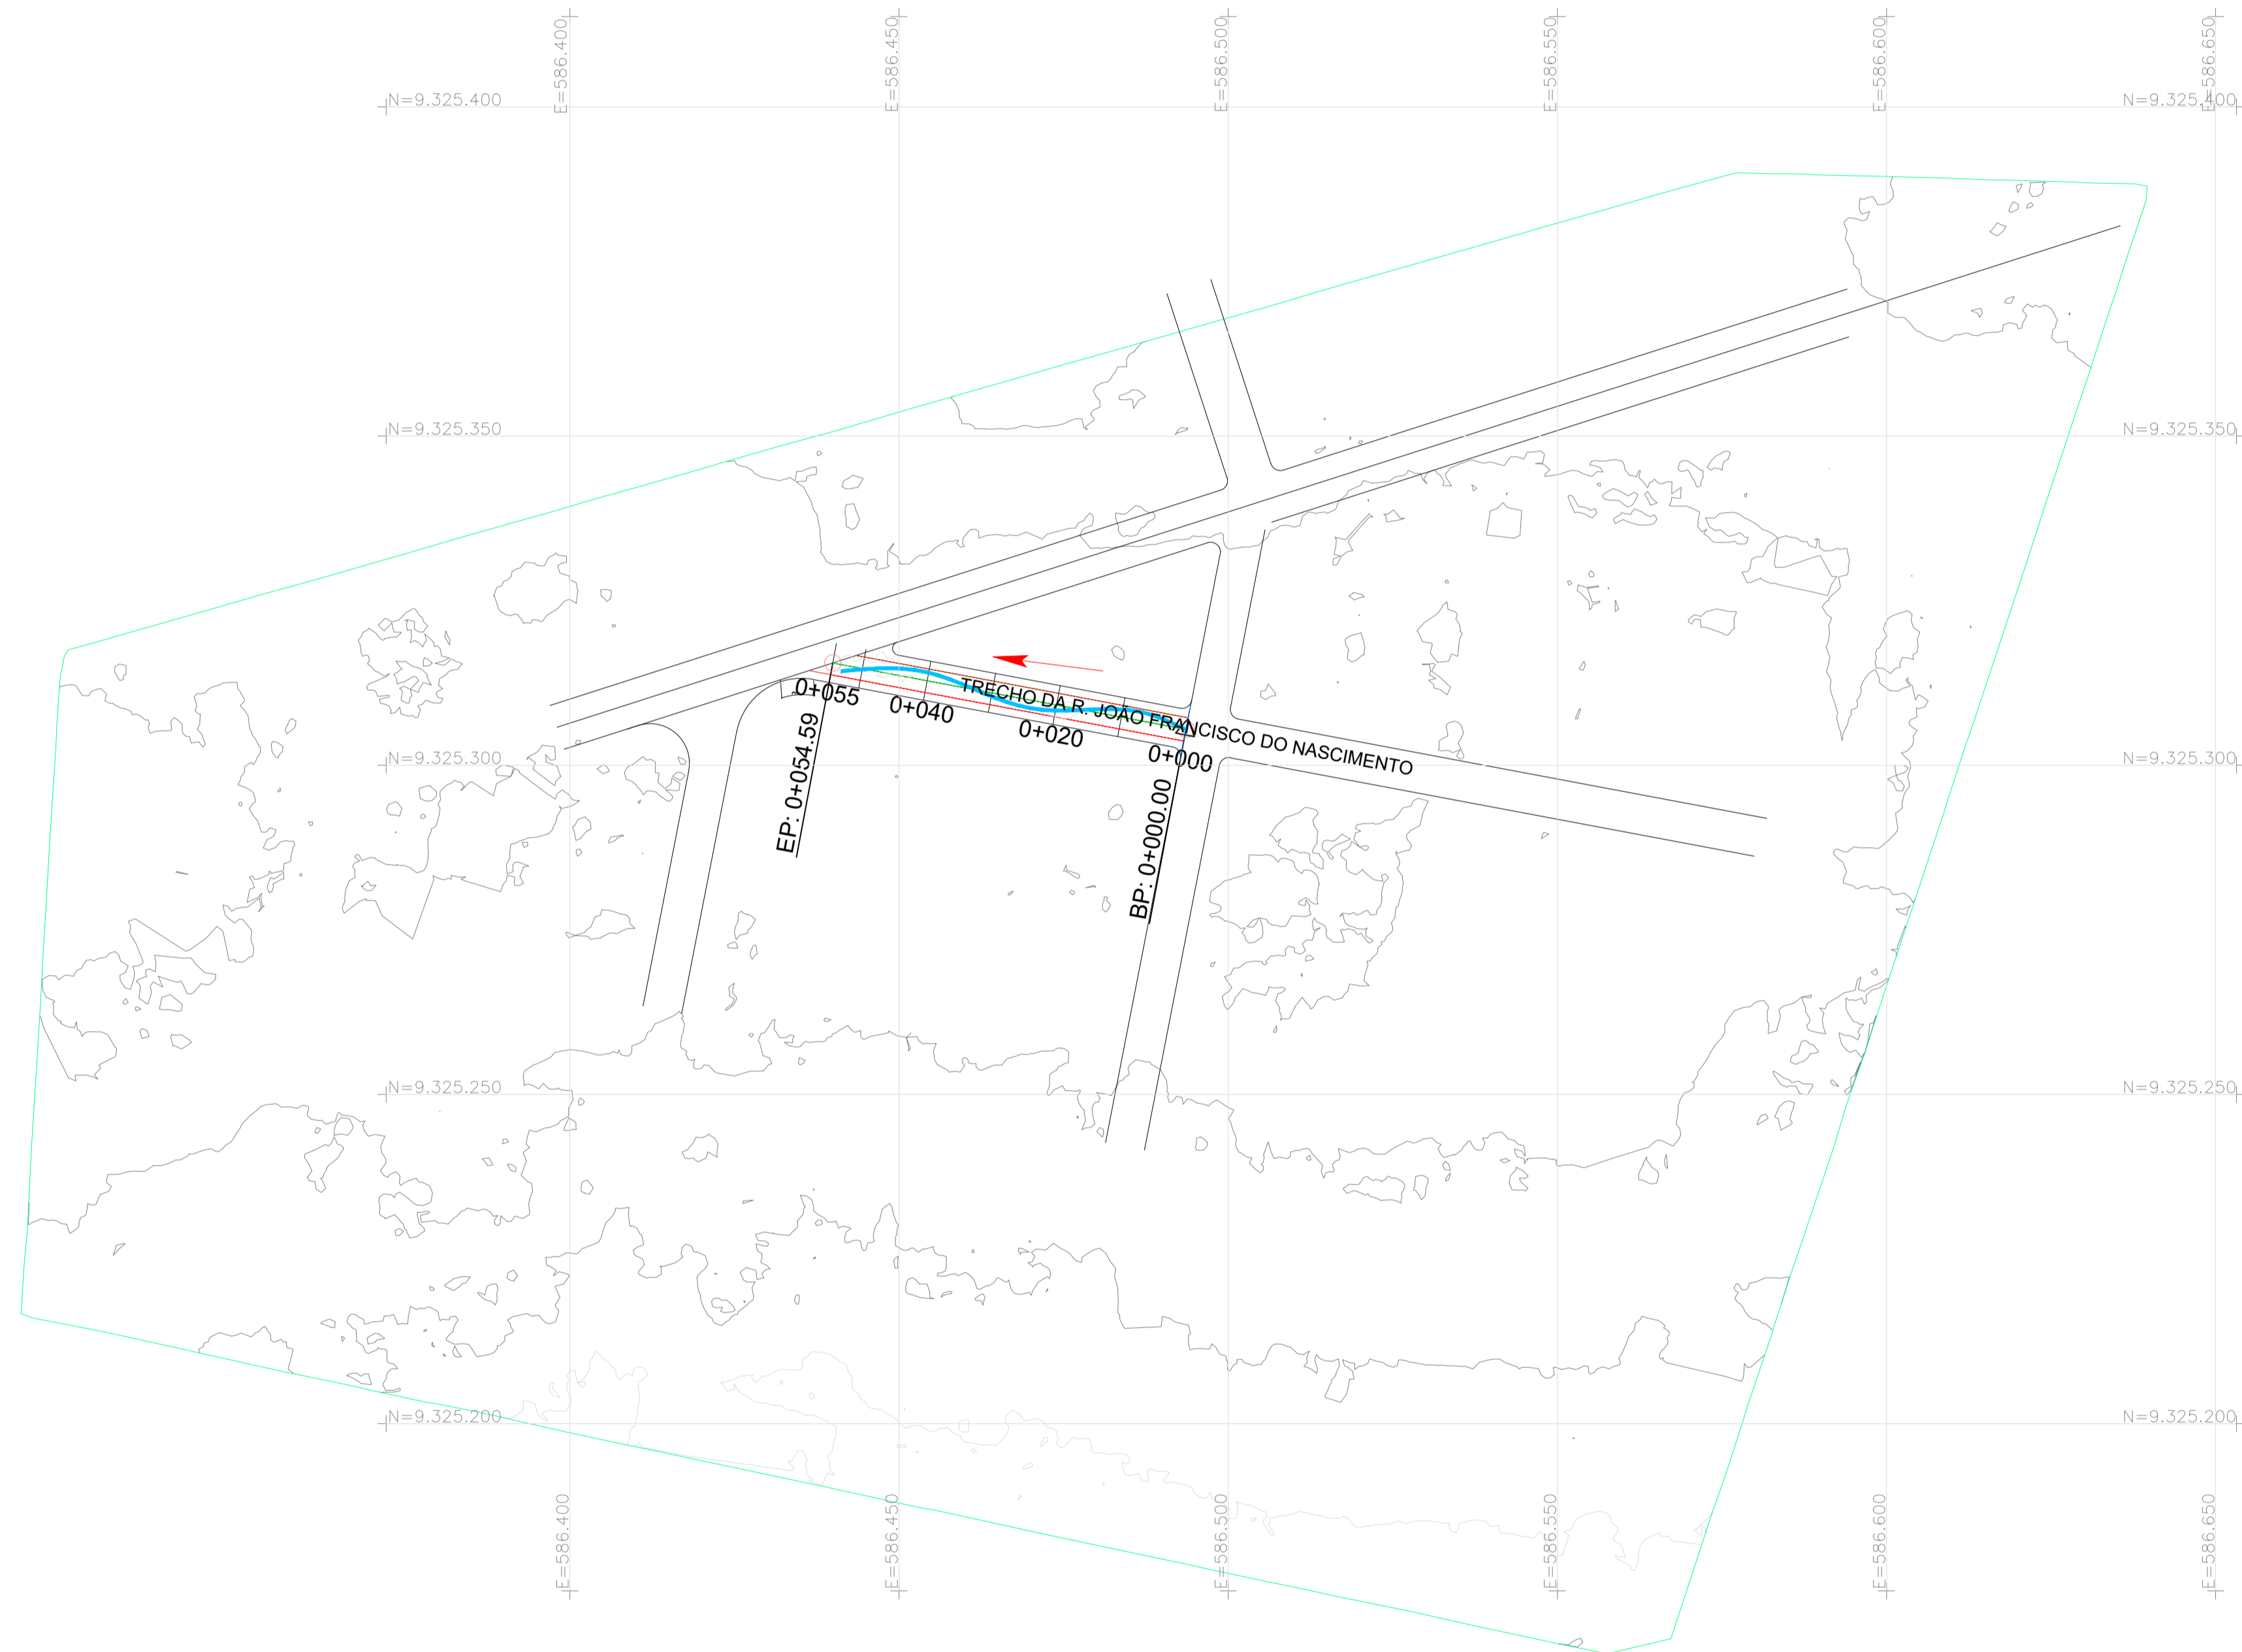 E=586.400
E=586.450
E=586.500
E=586.550
E=586.600
E=586.650
N=9.325.400
N=9.325.400
N=9.325.350
N=9.325.350
TRECHO DA R. JOÃO FRANCISCO DO NASCIMENTO
0+055
0+040
0+020
0+000
EP: 0+054.59
BP: 0+000.00
N=9.325.300
N=9.325.300
N=9.325.250
N=9.325.250
N=9.325.200
N=9.325.200
E=586.400
E=586.450
E=586.500
E=586.550
E=586.600
E=586.650